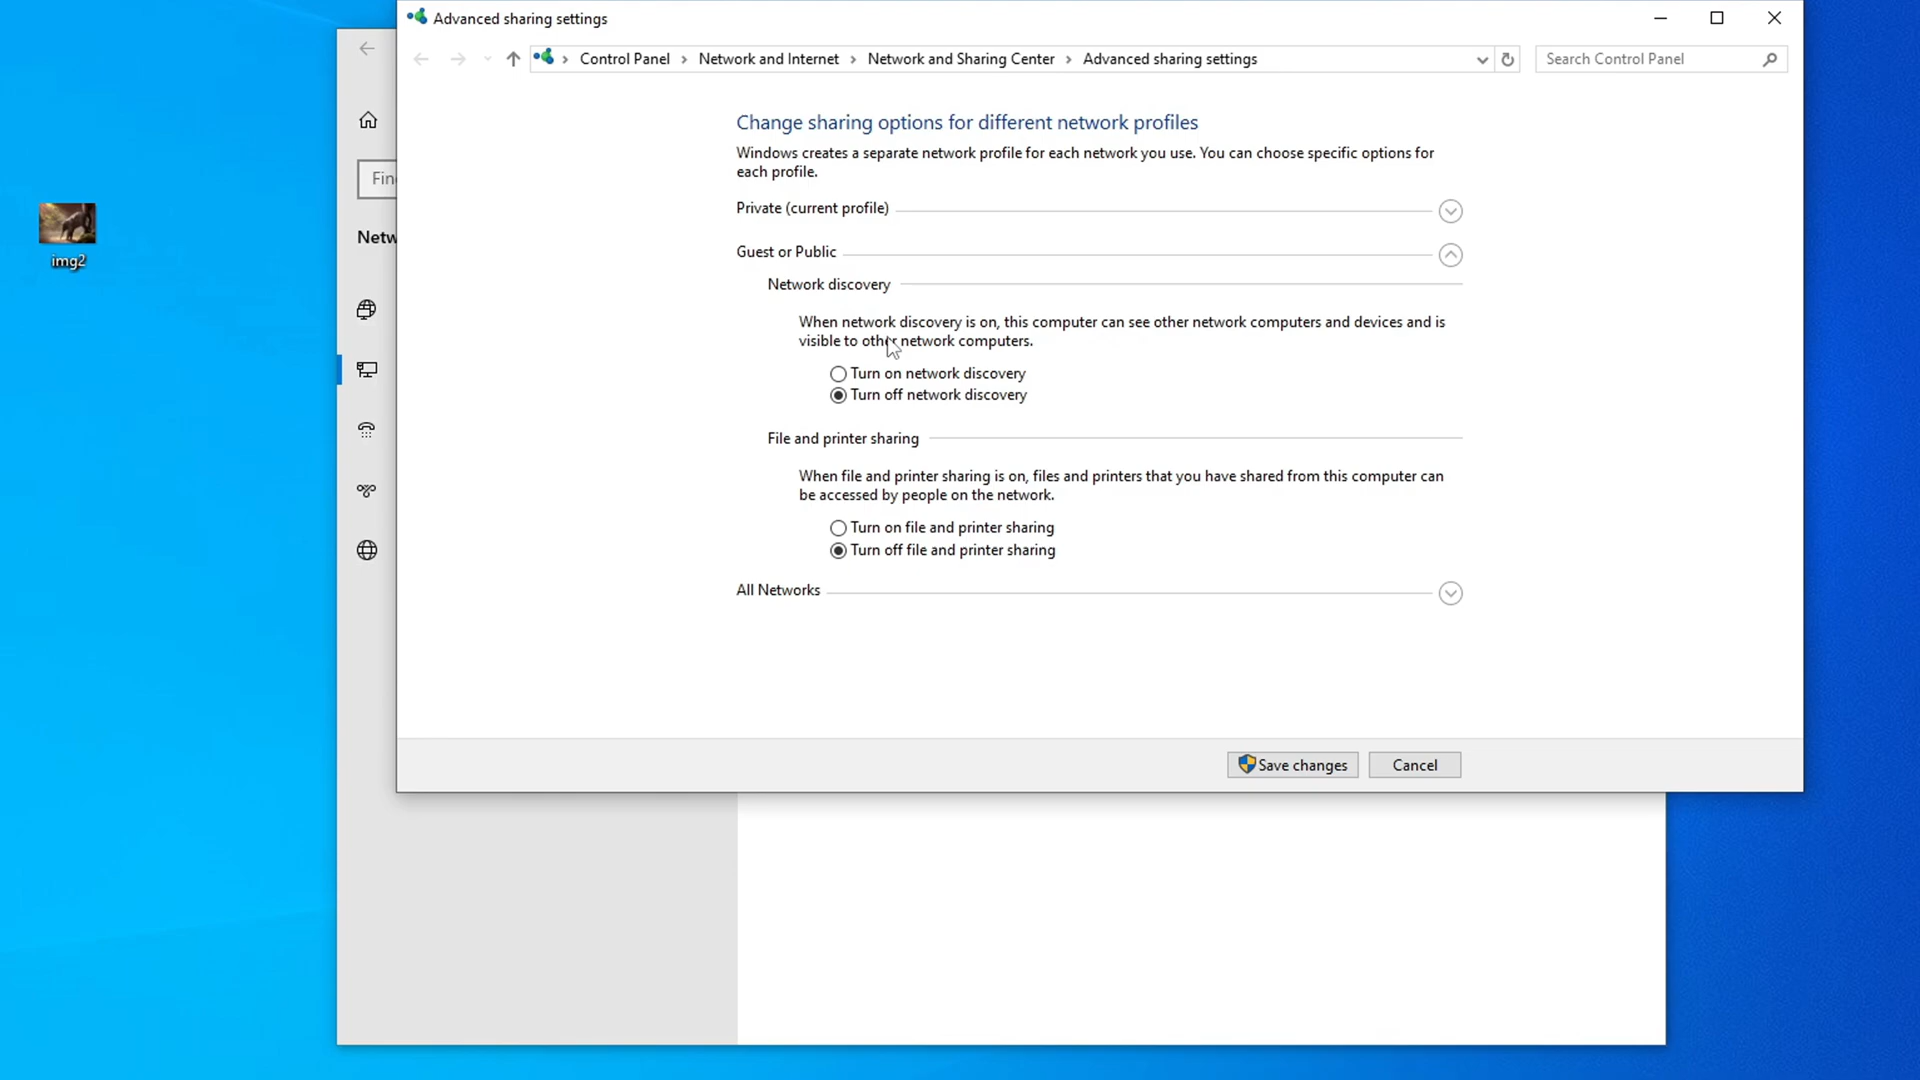 Advanced sharing settings
Control Panel > Network and Internet > Network and Sharing Center > Advanced sharing settings
Search Control Panel
Change sharing options for different network profiles
Windows creates a separate network profile for each network you use. You can choose specific options for
each profile.
Private (current profile)
Guest or Public
Network discovery
When network discovery is on, this computer can see other network computers and devices and is
visible to other network computers.
Turn on network discovery
Turn off network discovery
File and printer sharing
When file and printer sharing is on, files and printers that you have shared from this computer can
be accessed by people on the network.
Turn on file and printer sharing
Turn off file and printer sharing
All Networks
Save changes
Cancel
Fin
Netw
img2